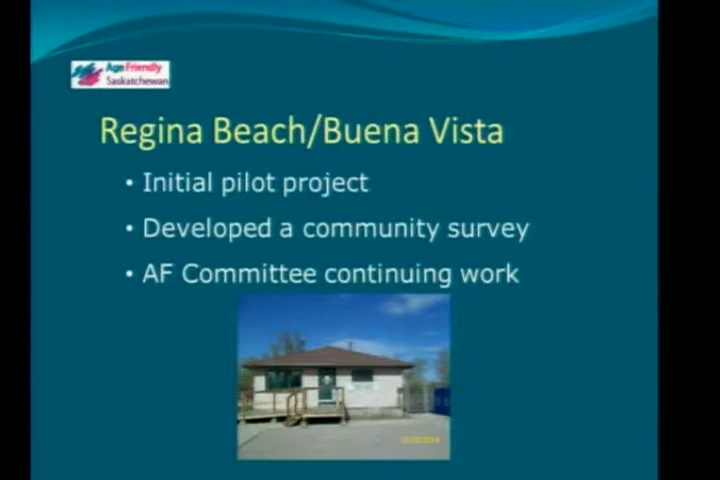 Age Friendly
Saskatchewan
Regina Beach/Buena Vista
• Initial pilot project
• Developed a community survey
• AF Committee continuing work